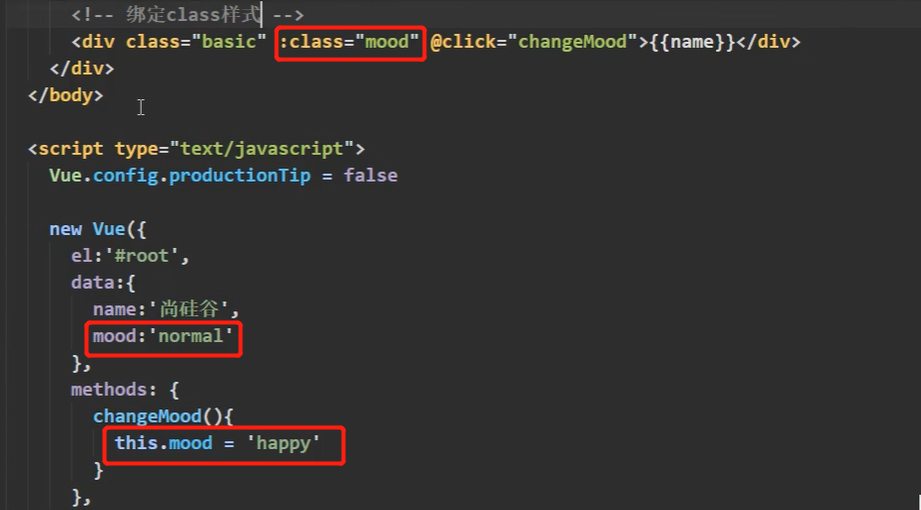 <!-- 绑定class样式 -->
<div class="basic" :class="mood" @click="changeMood">{{name}}</div>
</div>
</body>
<script type="text/javascript">
Vue.config.productionTip = false
new Vue({
el:'#root',
data:{
name:'尚硅谷',
mood:'normal'
},
methods: {
changeMood(){
this.mood = 'happy'
}
},